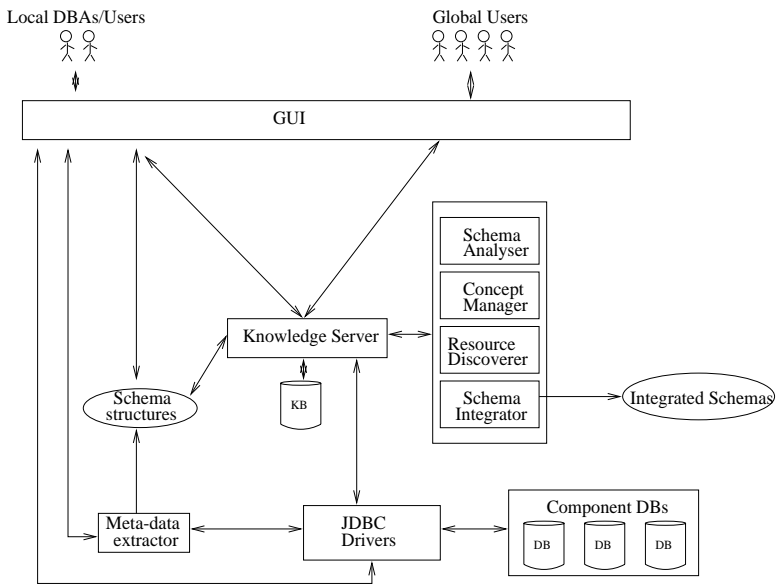 Local DBAs/Users
Global Users
GUI
Schema
Analyser
Concept
Manager
Knowledge Server
Resource
Discoverer
Schema
structures
KB
Schema
Integrator
Integrated Schemas
Meta-data
extractor
JDBC
Drivers
Component DBs
DB
DB
DB